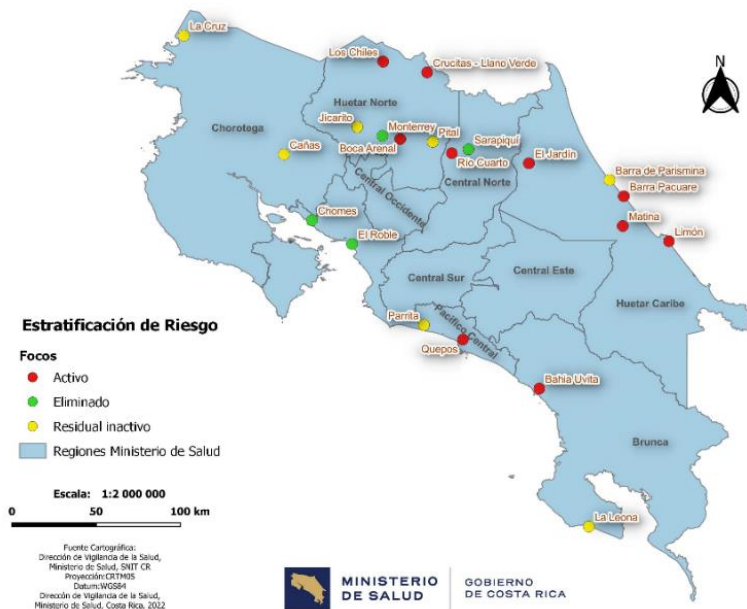 La Cruz
Los Chiles
Crucitas - Llano Verde
N
Huetar Norte
Jicarito
Monterrey
Pital
Sarapiquí
Chorotega
Boca Arenal
Cañas
Río Cuarto
El Jardín
Central Norte
Barra de Parismina
Barra Pacuare
Central Occidente
Chomes
Matina
El Roble
Limón
Central Sur
Central Este
Huetar Caribe
Parrita
Pacífico Central
Quepos
Bahía Uvita
Brunca
La Leona
Estratificación de Riesgo
Focos
Activo
Eliminado
Residual inactivo
Regiones Ministerio de Salud
Escala: 1:2 000 000
0 50 100 km
Fuente Cartográfica:
Dirección de Vigilancia de la Salud,
Ministerio de Salud, SNIT CR
Proyección:CRTM05
Datum:WGS84
Dirección de Vigilancia de la Salud,
Ministerio de Salud, Costa Rica, 2022
MINISTERIO
DE SALUD
GOBIERNO
DE COSTA RICA